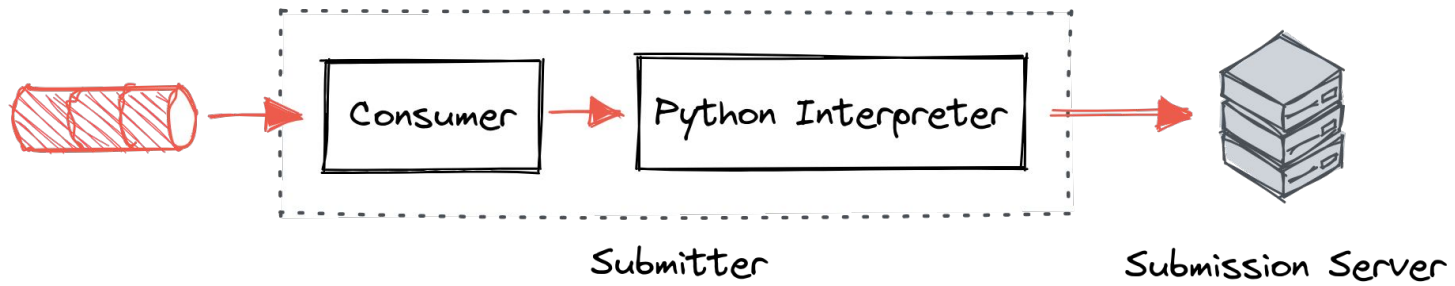 Consumer
Python Interpreter
Submitter
Submission Server